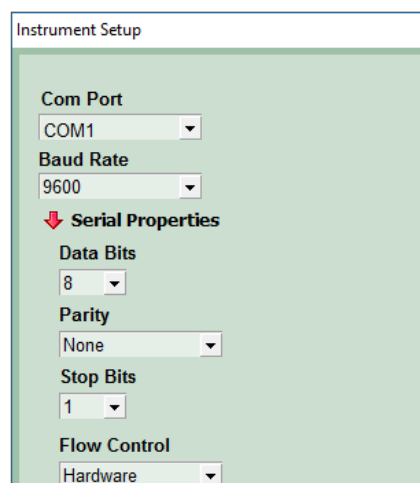 Instrument Setup
Com Port
COM1
Baud Rate
9600
Serial Properties
Data Bits
8
Parity
None
Stop Bits
1
Flow Control
Hardware